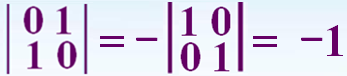 |0 1| = -|1 0| = -1
|1 0|    |0 1|